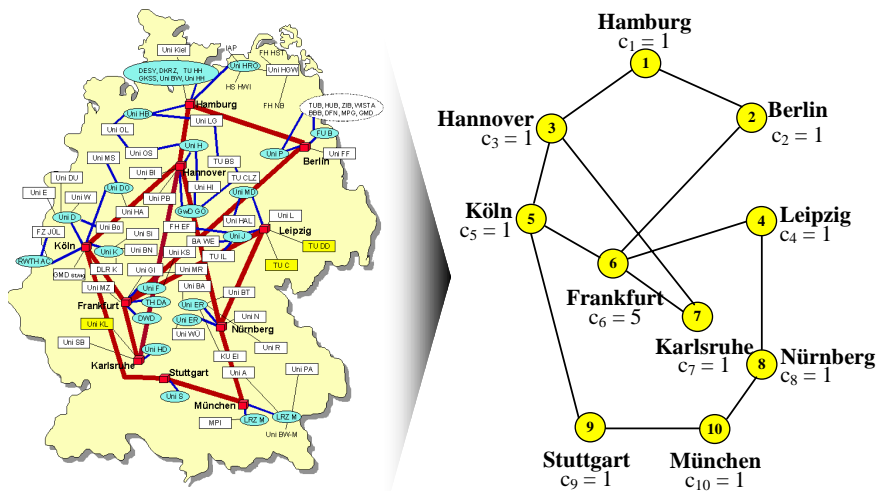 Uni Kiel
IAP
FH HST
Uni HRO
Uni HGW
HS HWI
FH NB
DESY, DKRZ, TU HH
GKSS, Uni BW, Uni HH
Hamburg
TUB, HUB, ZIB, WISTA
BBB, DFN, MPG, GMD
Uni HB
Uni LG
Uni OL
FU B
Uni P
Uni FF
Berlin
Uni OS
Uni H
Uni MS
TU BS
Hannover
Uni BI
TU CLZ
Uni DU
Uni E
Uni W
Uni DO
Uni PB
Uni HI
Uni MD
Uni HA
GWD GO
Uni L
Uni D
FZ JÜL
Uni Bo
FH EF
Uni HAL
Leipzig
Uni Si
Uni J
BA WE
TU DD
Köln
Uni K
Uni BN
Uni KS
TU IL
RWTH AC
TU C
DLR K
Uni GI
Uni MR
Uni MZ
Uni F
Uni BA
Uni BT
Frankfurt
TH DA
Uni ER
DWD
Uni N
Uni KL
Uni ER
Nürnberg
Uni WÜ
Uni SB
Uni HD
Uni R
Karlsruhe
KU EI
Stuttgart
Uni A
Uni PA
Uni S
München
MPI
LRZ M
LRZ M
Uni BW-M
Hamburg
c1 = 1
1
Berlin
c2 = 1
2
Hannover
c3 = 1
3
Leipzig
c4 = 1
4
Köln
c5 = 1
5
6
Frankfurt
c6 = 5
7
Karlsruhe
c7 = 1
Nürnberg
c8 = 1
8
9
10
Stuttgart
c9 = 1
München
c10 = 1